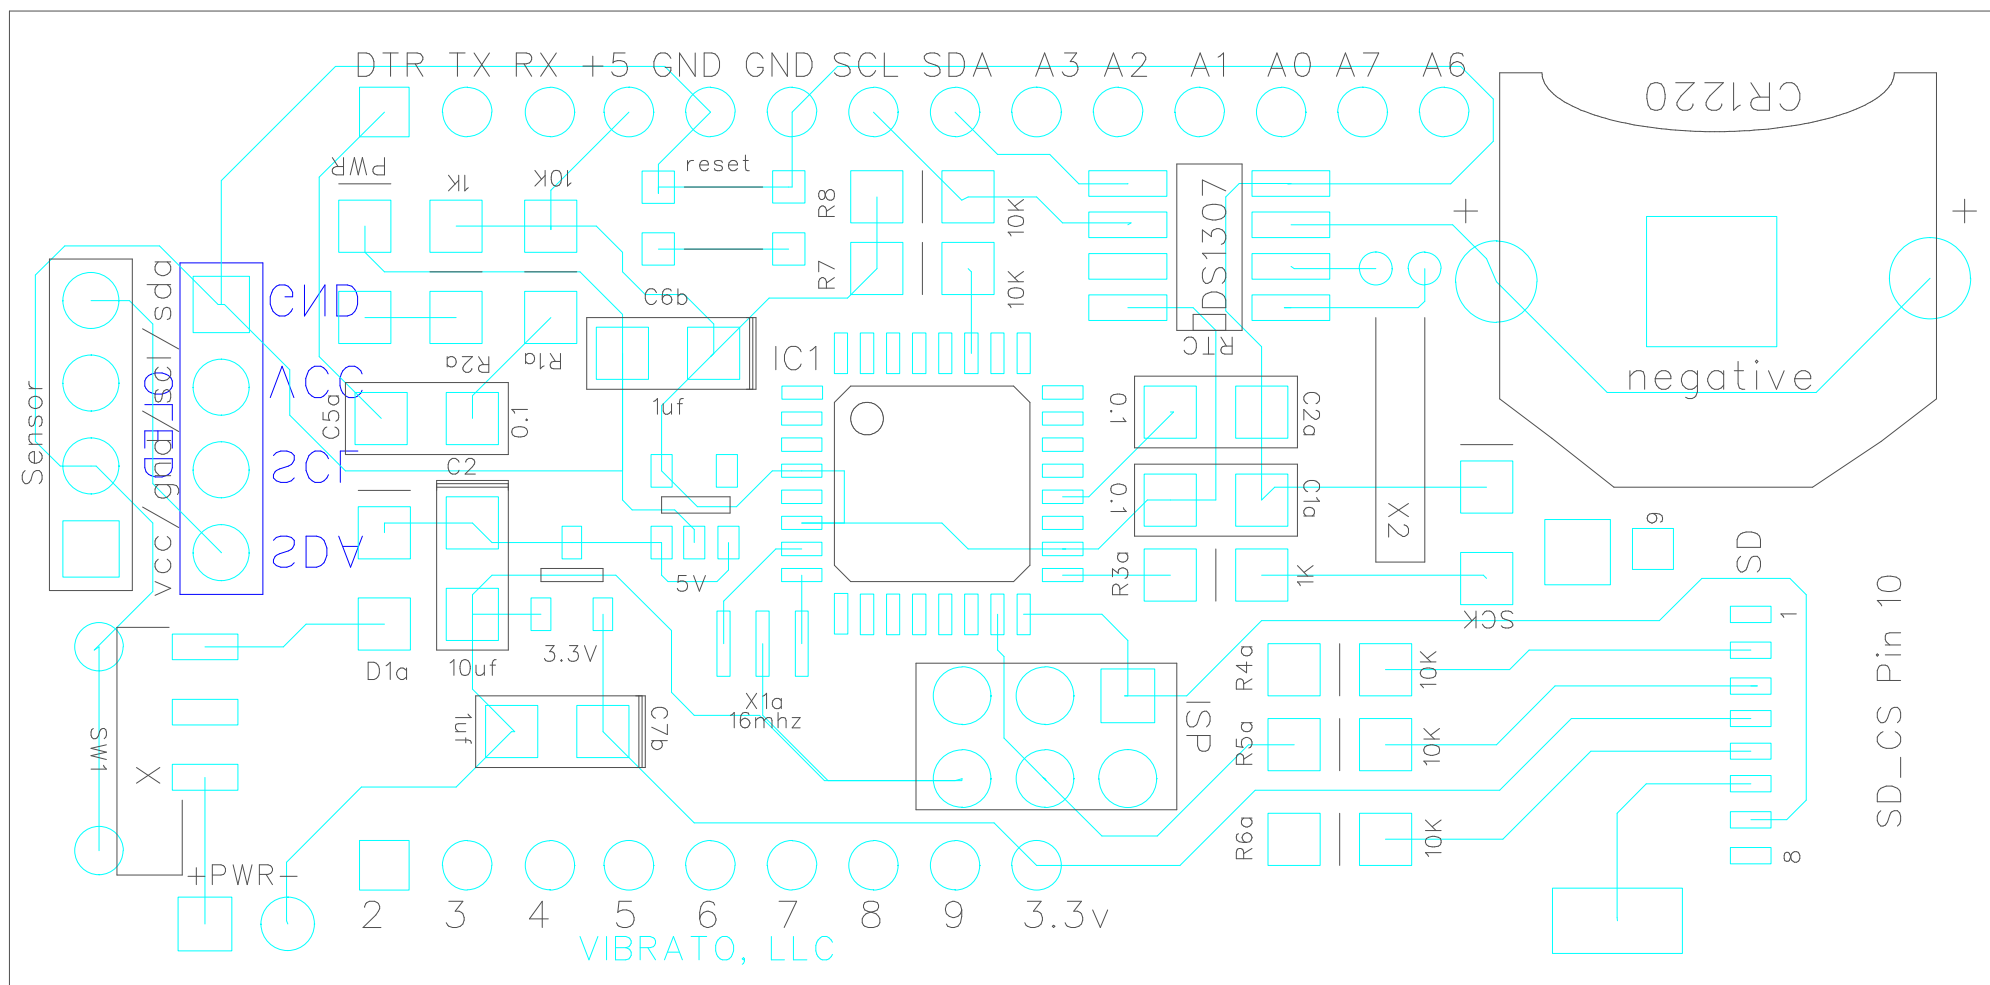 DTR TX RX +5 GND GND SCL SDA A3 A2 A1 A0 A7 A6
CR1220
PWR
1K
10K
reset
R8
10K
DS1307
+
+
R7
10K
GND
C6b
Sensor
vcc/gnd/scl/sda
OLED
VCC
R2a
R1a
IC1
RTC
negative
C5a
0.1
1uf
0.1
C2a
SCL
C2
0.1
C1a
X2
9
SD
SDA
5V
R3a
1K
SCK
1
SD_CS Pin 10
D1a
10uf
3.3V
X1a
16mhz
ISP
R4a
10K
SW1
X
1uf
C7b
R5a
10K
R6a
10K
8
+PWR-
2 3 4 5 6 7 8 9 3.3v
VIBRATO, LLC